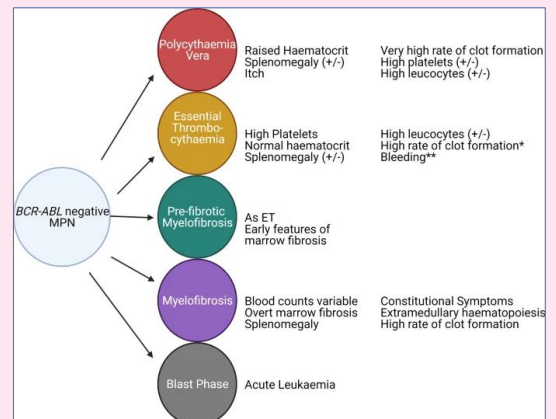 Polycythaemia
Vera
Raised Haematocrit
Splenomegaly (+/-)
Itch
Very high rate of clot formation
High platelets (+/-)
High leucocytes (+/-)
Essential
Thrombo-
cythaemia
High Platelets
Normal haematocrit
Splenomegaly (+/-)
High leucocytes (+/-)
High rate of clot formation*
Bleeding**
BCR-ABL negative
MPN
Pre-fibrotic
Myelofibrosis
As ET
Early features of
marrow fibrosis
Myelofibrosis
Blood counts variable
Overt marrow fibrosis
Splenomegaly
Constitutional Symptoms
Extramedullary haematopoiesis
High rate of clot formation
Blast Phase
Acute Leukaemia